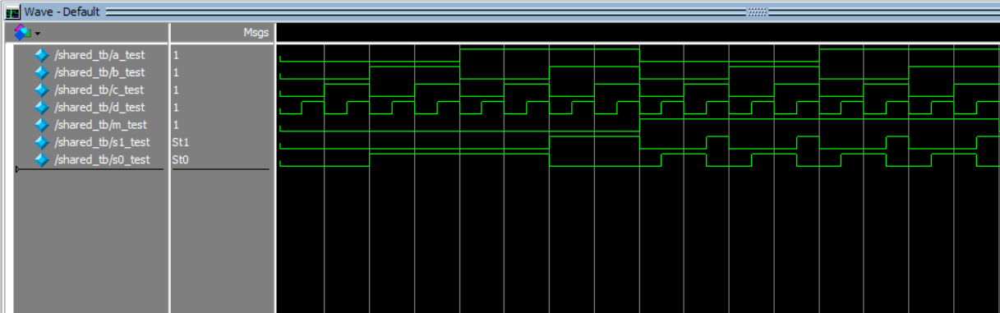 Wave - Default
Msgs
/shared_tb/a_test 1
/shared_tb/b_test 1
/shared_tb/c_test 1
/shared_tb/d_test 1
/shared_tb/m_test 1
/shared_tb/s1_test St1
/shared_tb/s0_test St0